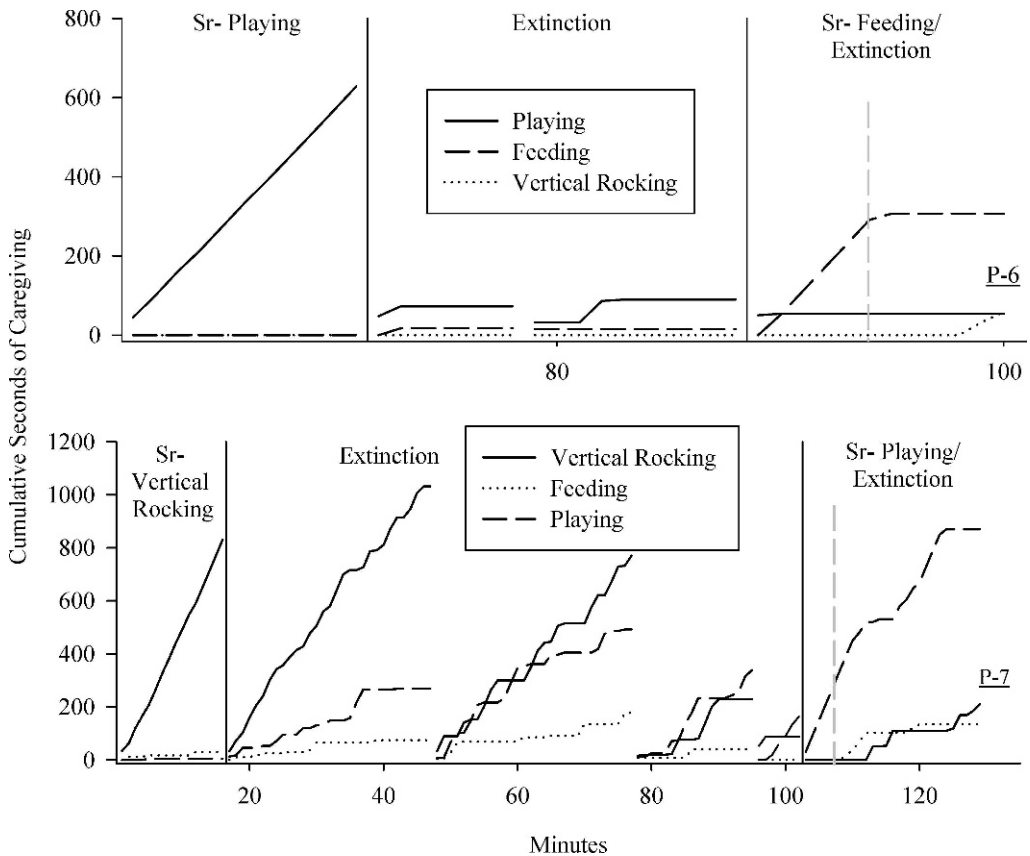 Cumulative Seconds of Caregiving
800
600
400
200
0
Sr- Playing
Extinction
Sr- Feeding/
Extinction
Playing
Feeding
Vertical Rocking
P-6
80
100
1200
1000
800
600
400
200
0
Sr-
Vertical
Rocking
Extinction
Sr- Playing/
Extinction
Vertical Rocking
Feeding
Playing
P-7
20
40
60
80
100
120
Minutes